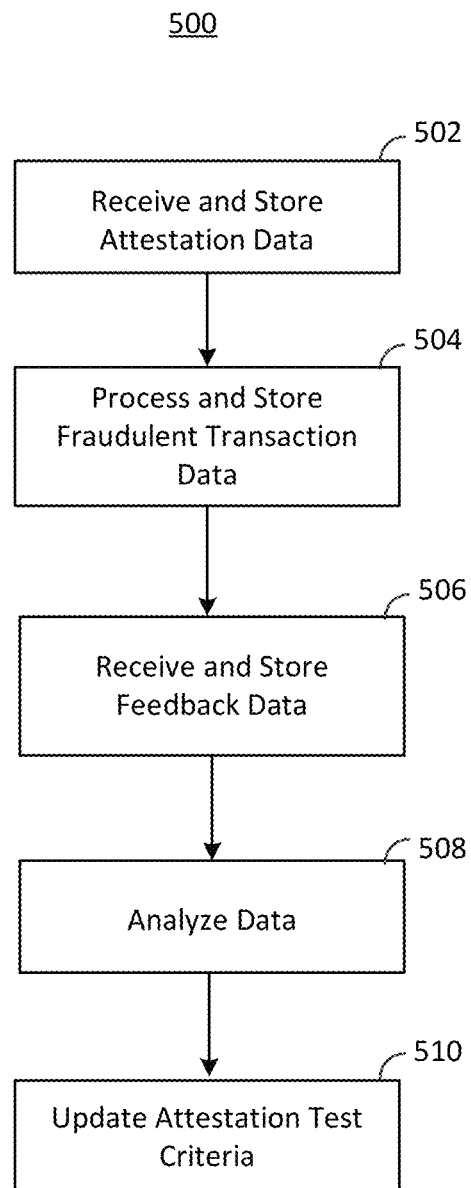 500
502
Receive and Store
Attestation Data
504
Process and Store
Fraudulent Transaction
Data
506
Receive and Store
Feedback Data
508
Analyze Data
510
Update Attestation Test
Criteria